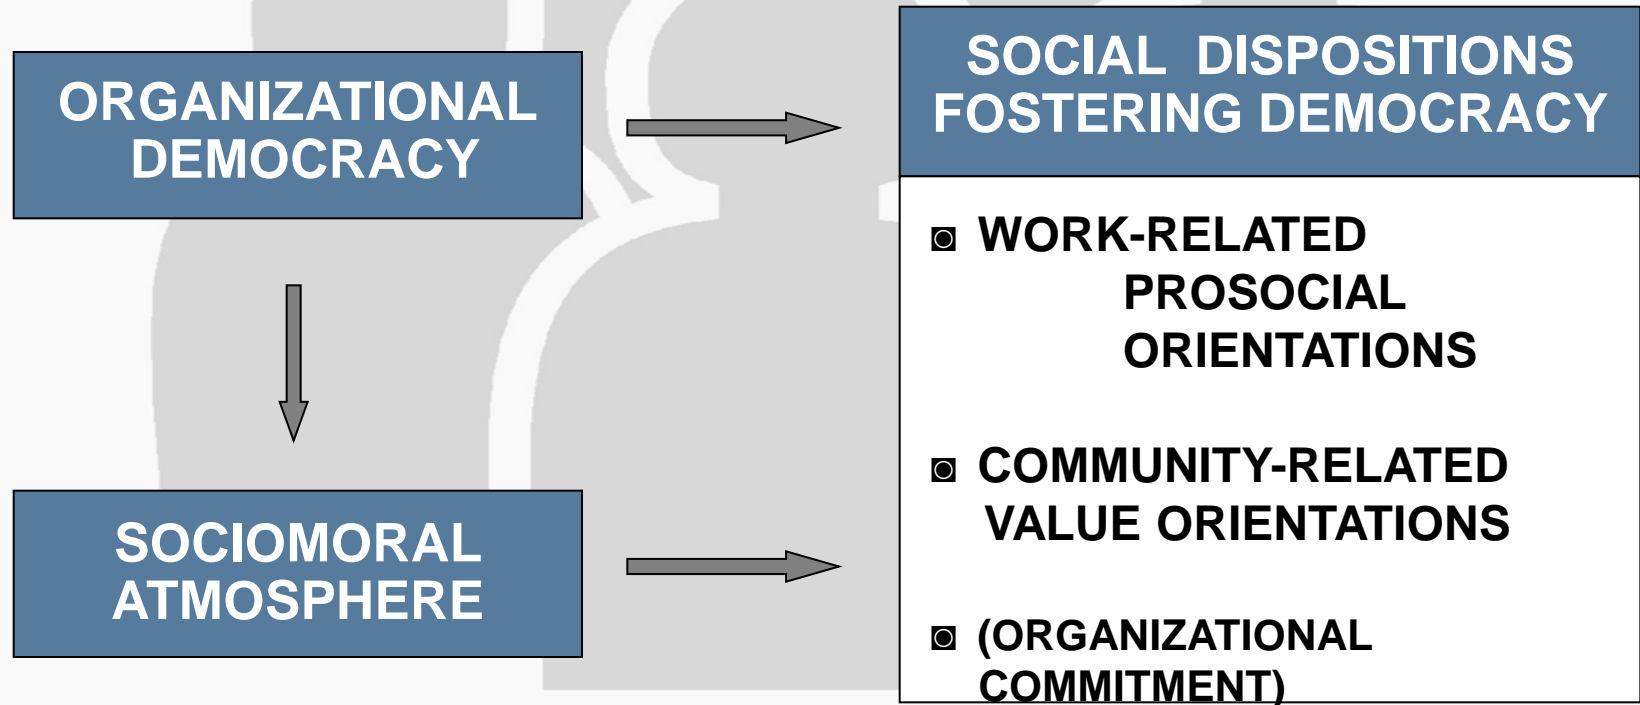 ORGANIZATIONAL
DEMOCRACY
SOCIOMORAL
ATMOSPHERE
SOCIAL DISPOSITIONS
FOSTERING DEMOCRACY
◙ WORK-RELATED
PROSOCIAL
ORIENTATIONS
◙ COMMUNITY-RELATED
VALUE ORIENTATIONS
◙ (ORGANIZATIONAL
COMMITMENT)